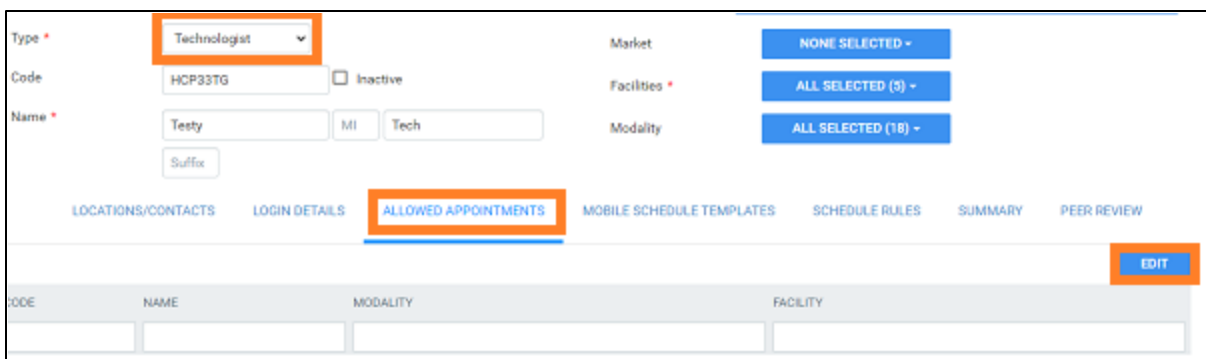 Type *
Technologist
Market
NONE SELECTED
Code
HCP33TG
Inactive
Facilities *
ALL SELECTED (5)
Name *
Testy
MI
Tech
Modality
ALL SELECTED (18)
Suffix
LOCATIONS/CONTACTS LOGIN DETAILS ALLOWED APPOINTMENTS MOBILE SCHEDULE TEMPLATES SCHEDULE RULES SUMMARY PEER REVIEW
EDIT
CODE NAME MODALITY FACILITY